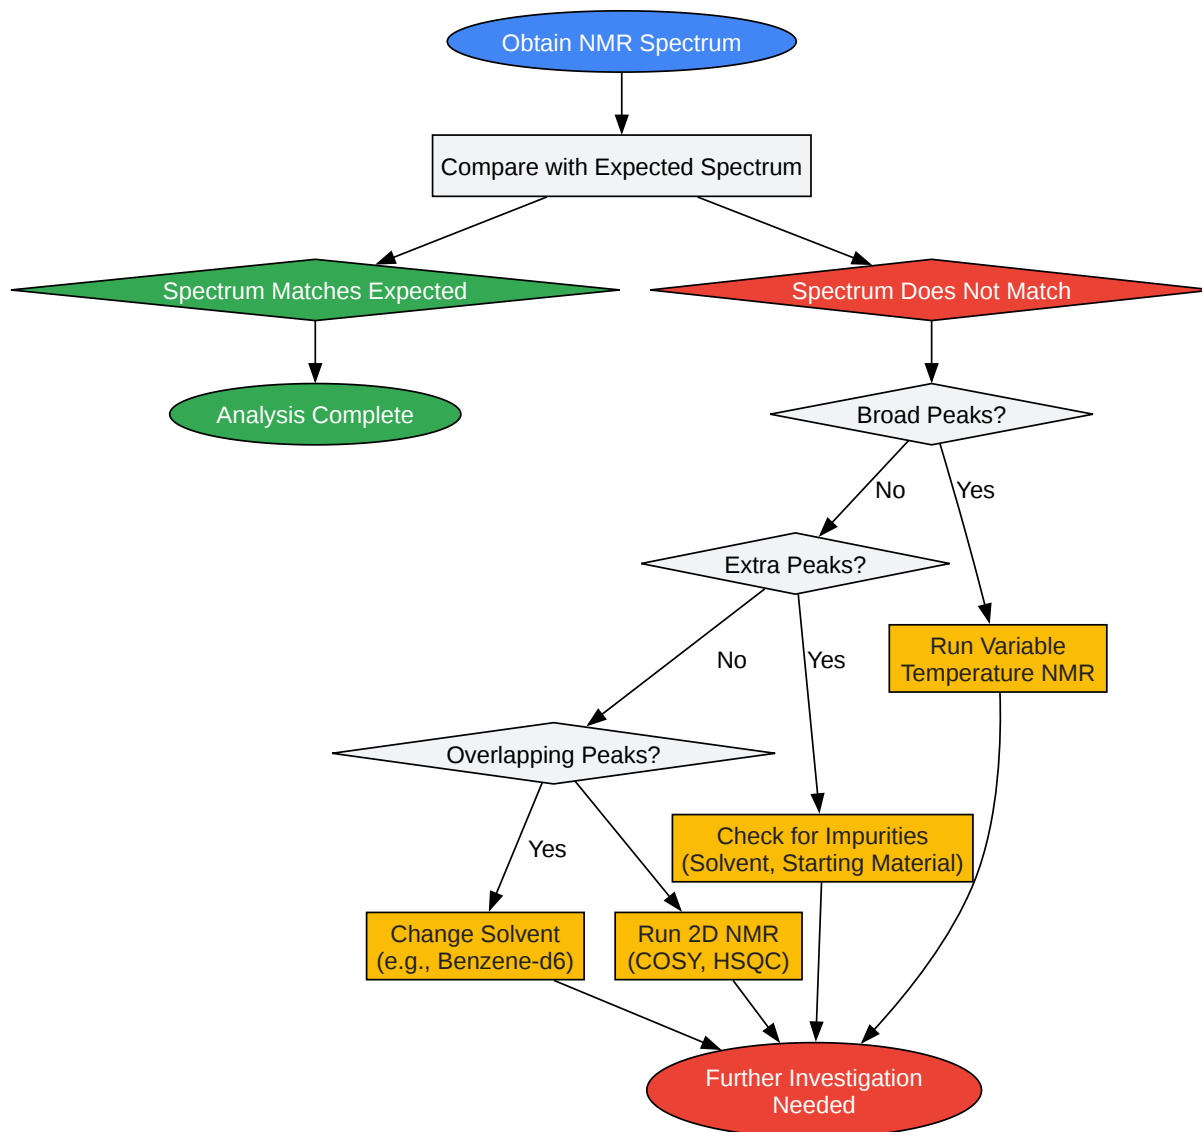 Obtain NMR Spectrum
Compare with Expected Spectrum
Spectrum Matches Expected
Spectrum Does Not Match
Analysis Complete
Broad Peaks?
No
Yes
Extra Peaks?
No
Yes
Run Variable
Temperature NMR
Overlapping Peaks?
Yes
Check for Impurities
(Solvent, Starting Material)
Change Solvent
(e.g., Benzene-d6)
Run 2D NMR
(COSY, HSQC)
Further Investigation
Needed